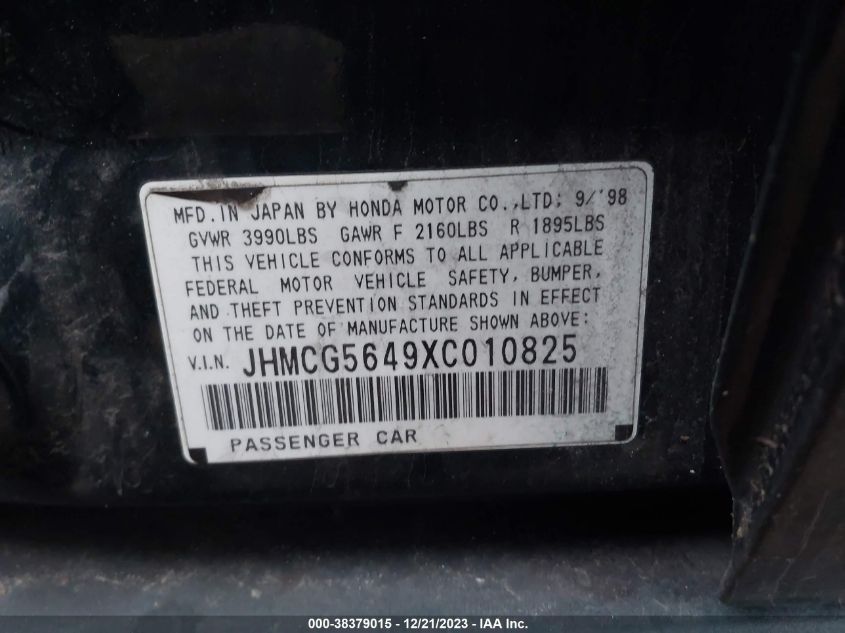 MFD. IN JAPAN BY HONDA MOTOR CO., LTD: 9/'98
GVWR 3990LBS GAWR F 2160LBS R 1895LBS
THIS VEHICLE CONFORMS TO ALL APPLICABLE
FEDERAL MOTOR VEHICLE SAFETY, BUMPER,
AND THEFT PREVENTION STANDARDS IN EFFECT
ON THE DATE OF MANUFACTURE SHOWN ABOVE:
V.I.N. JHMCG5649XC010825
PASSENGER CAR
000-38379015 - 12/21/2023 - IAA Inc.